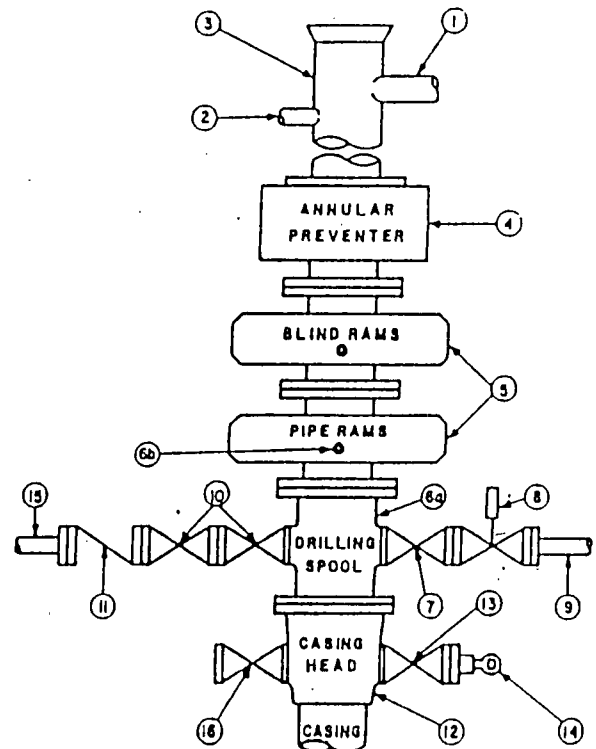 3
1
2
ANNULAR
PREVENTER
4
BLIND RAMS
5
PIPE RAMS
6b
6a
15
10
8
DRILLING
SPOOL
11
7
9
13
CASING
HEAD
16
12
14
CASING